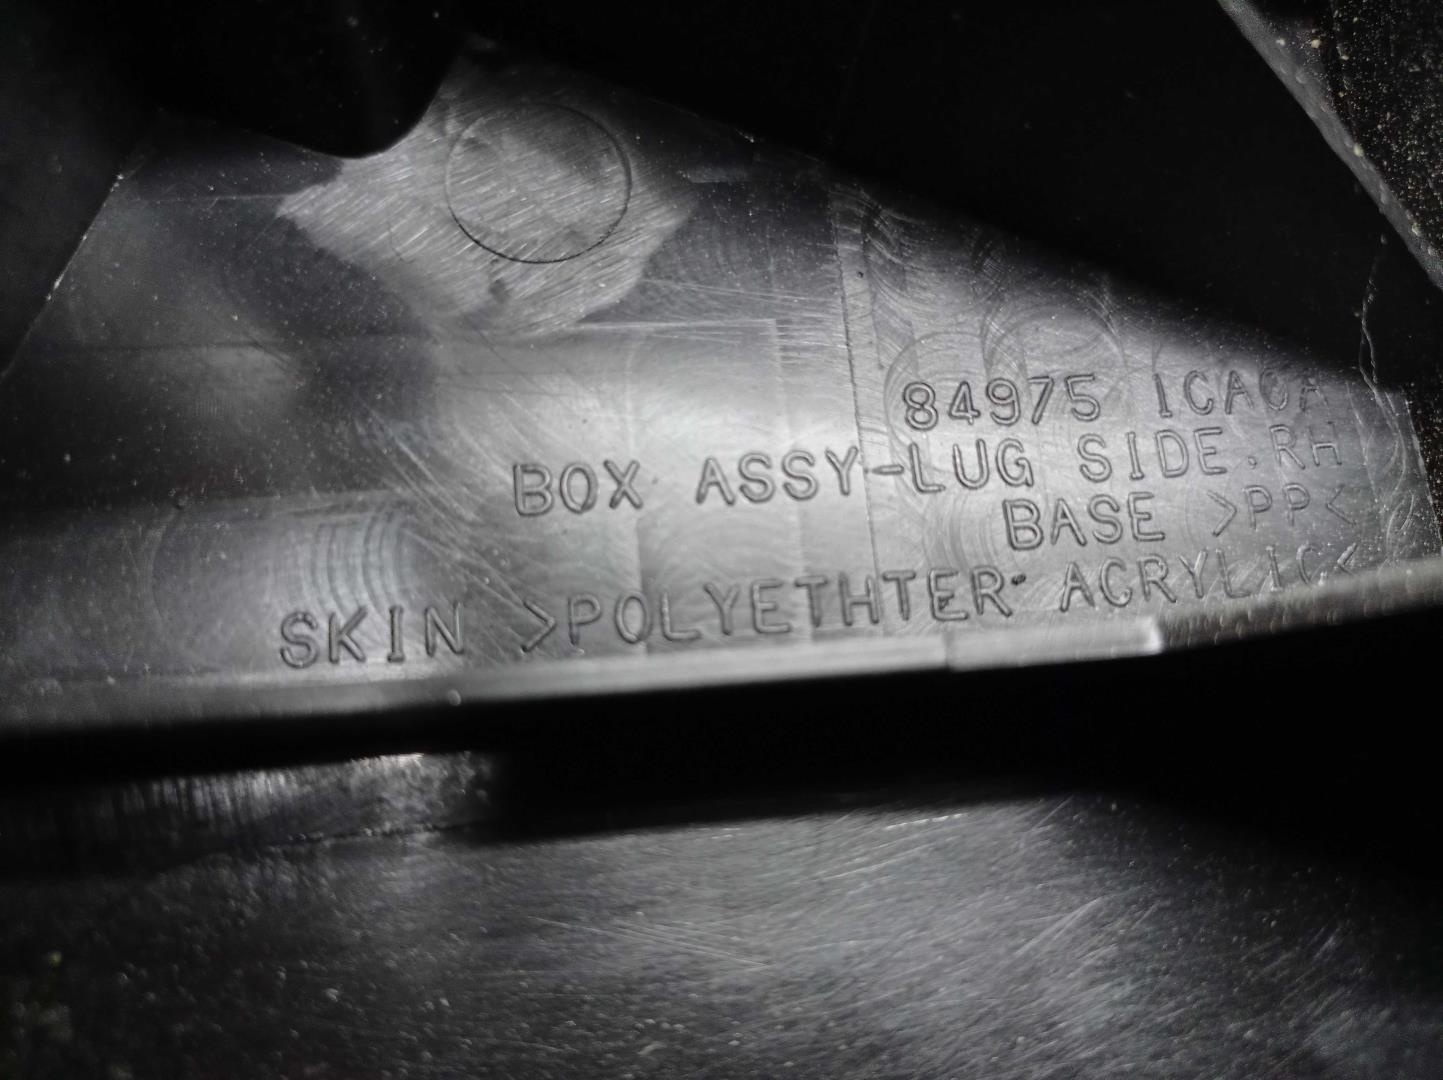 84975 1CA0A
BOX ASSY-LUG SIDE.RH
BASE >PP<
SKIN >POLYETHTER· ACRYLIC<